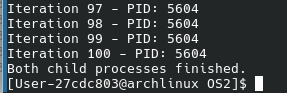 Iteration 97 - PID: 5604
Iteration 98 - PID: 5604
Iteration 99 - PID: 5604
Iteration 100 - PID: 5604
Both child processes finished.
[User-27cdc803@archlinux OS2]$